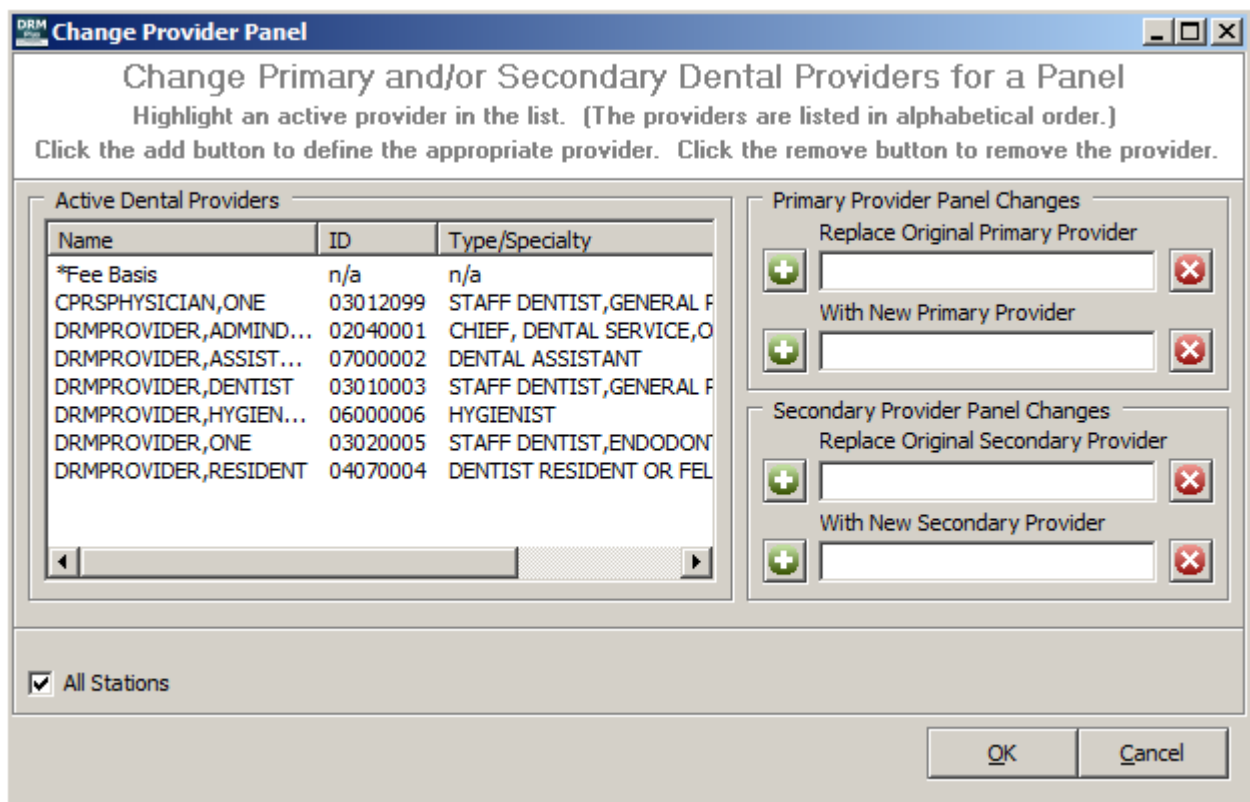 DRM Plus Change Provider Panel
Change Primary and/or Secondary Dental Providers for a Panel
Highlight an active provider in the list. (The providers are listed in alphabetical order.)
Click the add button to define the appropriate provider. Click the remove button to remove the provider.
Active Dental Providers
Name ID Type/Specialty
*Fee Basis n/a n/a
CPRSPHYSICIAN,ONE 03012099 STAFF DENTIST,GENERAL P
DRMPROVIDER,ADMIND... 02040001 CHIEF, DENTAL SERVICE,O
DRMPROVIDER,ASSIST... 07000002 DENTAL ASSISTANT
DRMPROVIDER,DENTIST 03010003 STAFF DENTIST,GENERAL P
DRMPROVIDER,HYGIEN... 06000006 HYGIENIST
DRMPROVIDER,ONE 03020005 STAFF DENTIST,ENDODONT
DRMPROVIDER,RESIDENT 04070004 DENTIST RESIDENT OR FEL
Primary Provider Panel Changes
Replace Original Primary Provider
With New Primary Provider
Secondary Provider Panel Changes
Replace Original Secondary Provider
With New Secondary Provider
All Stations
OK Cancel